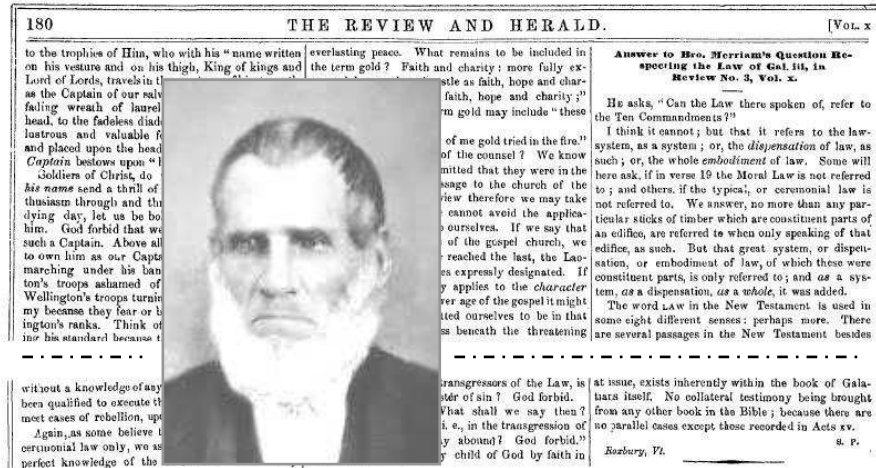 180
THE REVIEW AND HERALD.
[VOL. X
to the trophies of Him, who with his "name written
on his vesture and on his thigh, King of kings and
Lord of Lords, travels in
as the Captain of our
fading wreath of
head, to the fadeless
lustrous and valuable
and placed upon the head
Captain bestows upon
Soldiers of Christ, do
his name send a thrill of
thusiasm through and
dying day, let us be
him. God forbid that we
such a Captain. Above all
to own him as our
marching under his
ton's troops ashamed of
Wellington's troops
my because they fear or
ington's ranks. Think of
ing his standard because
without a knowledge of any
been qualified to execute
meet cases of rebellion,
Again, as some believe
ceremonial law only, we
perfect knowledge of the
everlasting peace. What remains to be included in
the term gold? Faith and charity: more fully ex-
as faith, hope and char-
faith, hope and charity;"
gold may include "these
of me gold tried in the fire."
of the counsel? We know
that they were in the
to the church of the
therefore we may take
cannot avoid the applica-
ourselves. If we say that
of the gospel church, we
reached the last, the Lao-
expressly designated. If
applies to the character
age of the gospel it might
ourselves to be in that
beneath the threatening
transgressors of the Law, is
of sin? God forbid.
What shall we say then?
i. e., in the transgression of
abound? God forbid."
child of God by faith in
Answer to Bro. Merriam's Question Re-
specting the Law of Gal. iii, in
Review No. 3, Vol. x.
HE asks, "Can the Law there spoken of, refer to
the Ten Commandments?"
I think it cannot; but that it refers to the law-
system, as a system; or, the dispensation of law, as
such; or, the whole embodiment of law. Some will
here ask, if in verse 19 the Moral Law is not referred
to; and others, if the typical, or ceremonial law is
not referred to. We answer, no more than any par-
ticular sticks of timber which are constituent parts of
an edifice, are referred to when only speaking of that
edifice, as such. But that great system, or dispen-
sation, or embodiment of law, of which these were
constituent parts, is only referred to; and as a sys-
tem, as a dispensation, as a whole, it was added.
The word LAW in the New Testament is used in
some eight different senses: perhaps more. There
are several passages in the New Testament besides
at issue, exists inherently within the book of Gala-
tians itself. No collateral testimony being brought
from any other book in the Bible; because there are
no parallel cases except those recorded in Acts xv.
S. P.
Roxbury, Vt.